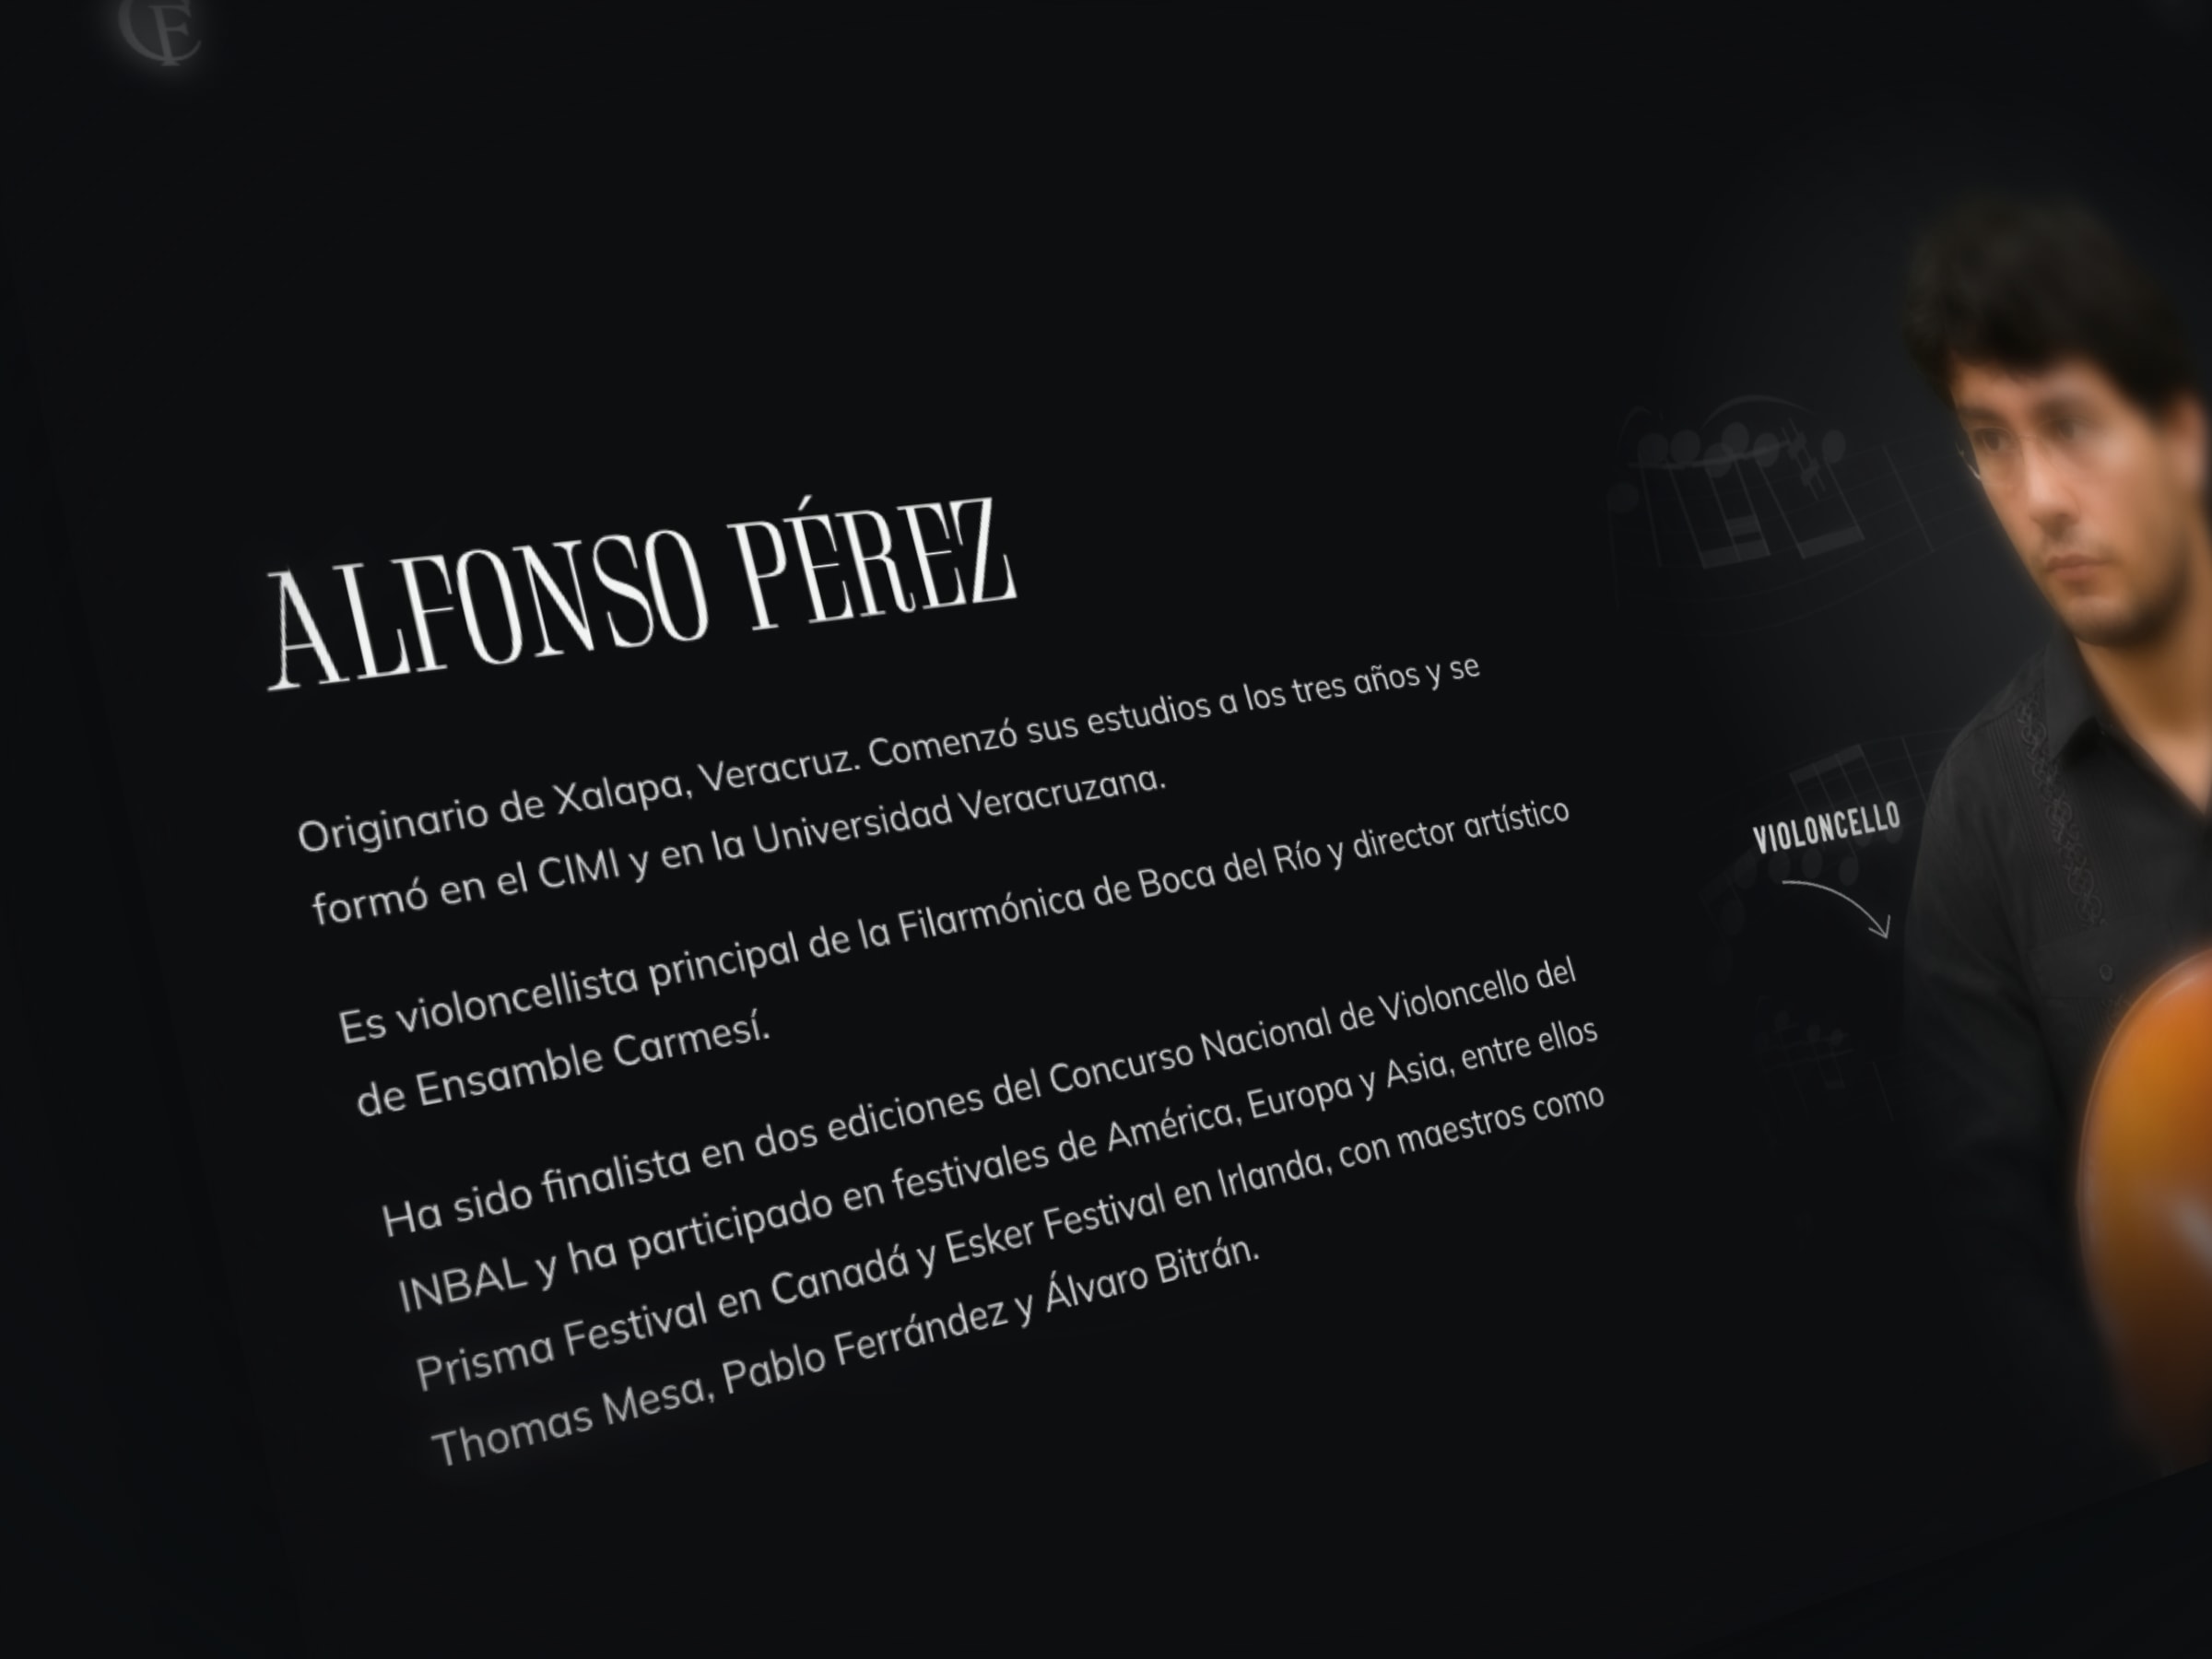 CF
ALFONSO PÉREZ
Originario de Xalapa, Veracruz. Comenzó sus estudios a los tres años y se
formó en el CIMI y en la Universidad Veracruzana.
Es violoncellista principal de la Filarmónica de Boca del Río y director artístico
de Ensamble Carmesí.
Ha sido finalista en dos ediciones del Concurso Nacional de Violoncello del
INBAL y ha participado en festivales de América, Europa y Asia, entre ellos
Prisma Festival en Canadá y Esker Festival en Irlanda, con maestros como
Thomas Mesa, Pablo Ferrández y Álvaro Bitrán.
VIOLONCELLO